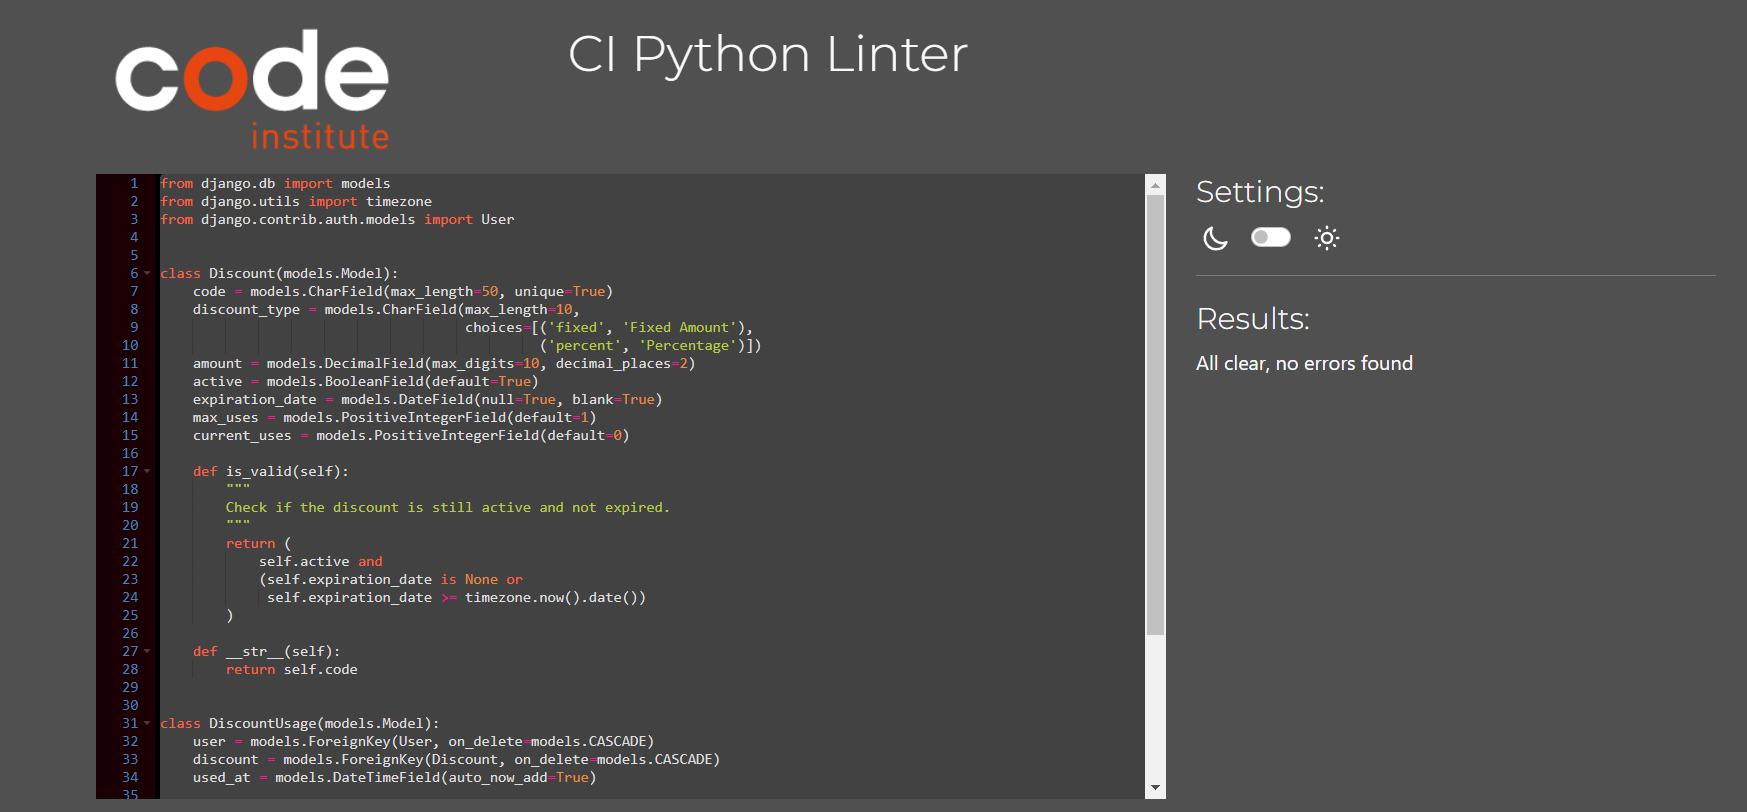 code
institute
CI Python Linter
1 from django.db import models
2 from django.utils import timezone
3 from django.contrib.auth.models import User
4
5
6 class Discount(models.Model):
7     code = models.CharField(max_length=50, unique=True)
8     discount_type = models.CharField(max_length=10,
9                                      choices=[('fixed', 'Fixed Amount'),
10                                              ('percent', 'Percentage')])
11     amount = models.DecimalField(max_digits=10, decimal_places=2)
12     active = models.BooleanField(default=True)
13     expiration_date = models.DateField(null=True, blank=True)
14     max_uses = models.PositiveIntegerField(default=1)
15     current_uses = models.PositiveIntegerField(default=0)
16
17     def is_valid(self):
18         """
19         Check if the discount is still active and not expired.
20         """
21         return (
22             self.active and
23             (self.expiration_date is None or
24              self.expiration_date >= timezone.now().date())
25         )
26
27     def __str__(self):
28         return self.code
29
30
31 class DiscountUsage(models.Model):
32     user = models.ForeignKey(User, on_delete=models.CASCADE)
33     discount = models.ForeignKey(Discount, on_delete=models.CASCADE)
34     used_at = models.DateTimeField(auto_now_add=True)
35
Settings:
Results:
All clear, no errors found